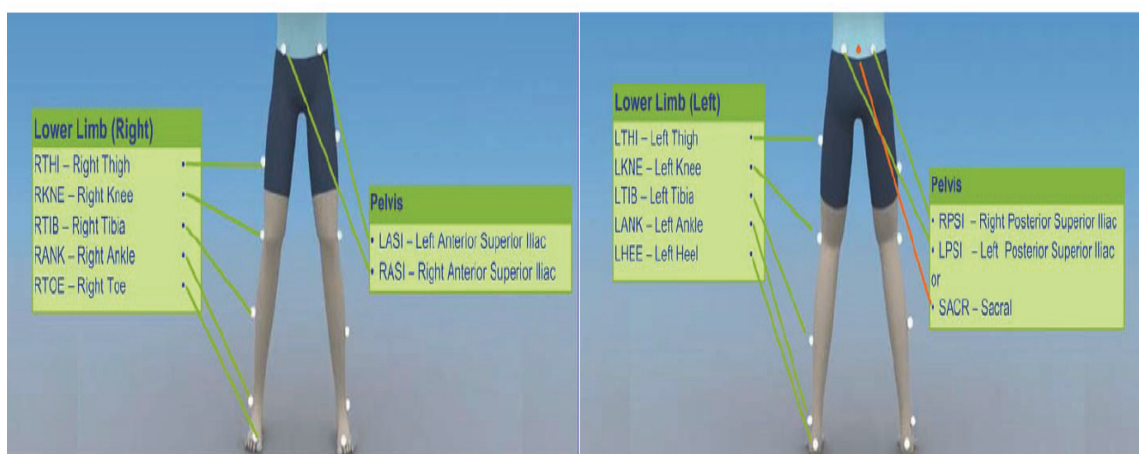 Lower Limb (Right)
RTHI – Right Thigh
RKNE – Right Knee
RTIB – Right Tibia
RANK – Right Ankle
RTOE – Right Toe
Pelvis
• LASI – Left Anterior Superior Iliac
• RASI – Right Anterior Superior Iliac
Lower Limb (Left)
LTHI – Left Thigh
LKNE – Left Knee
LTIB – Left Tibia
LANK – Left Ankle
LHEE – Left Heel
Pelvis
• RPSI – Right Posterior Superior Iliac
• LPSI – Left Posterior Superior Iliac
or
• SACR – Sacral